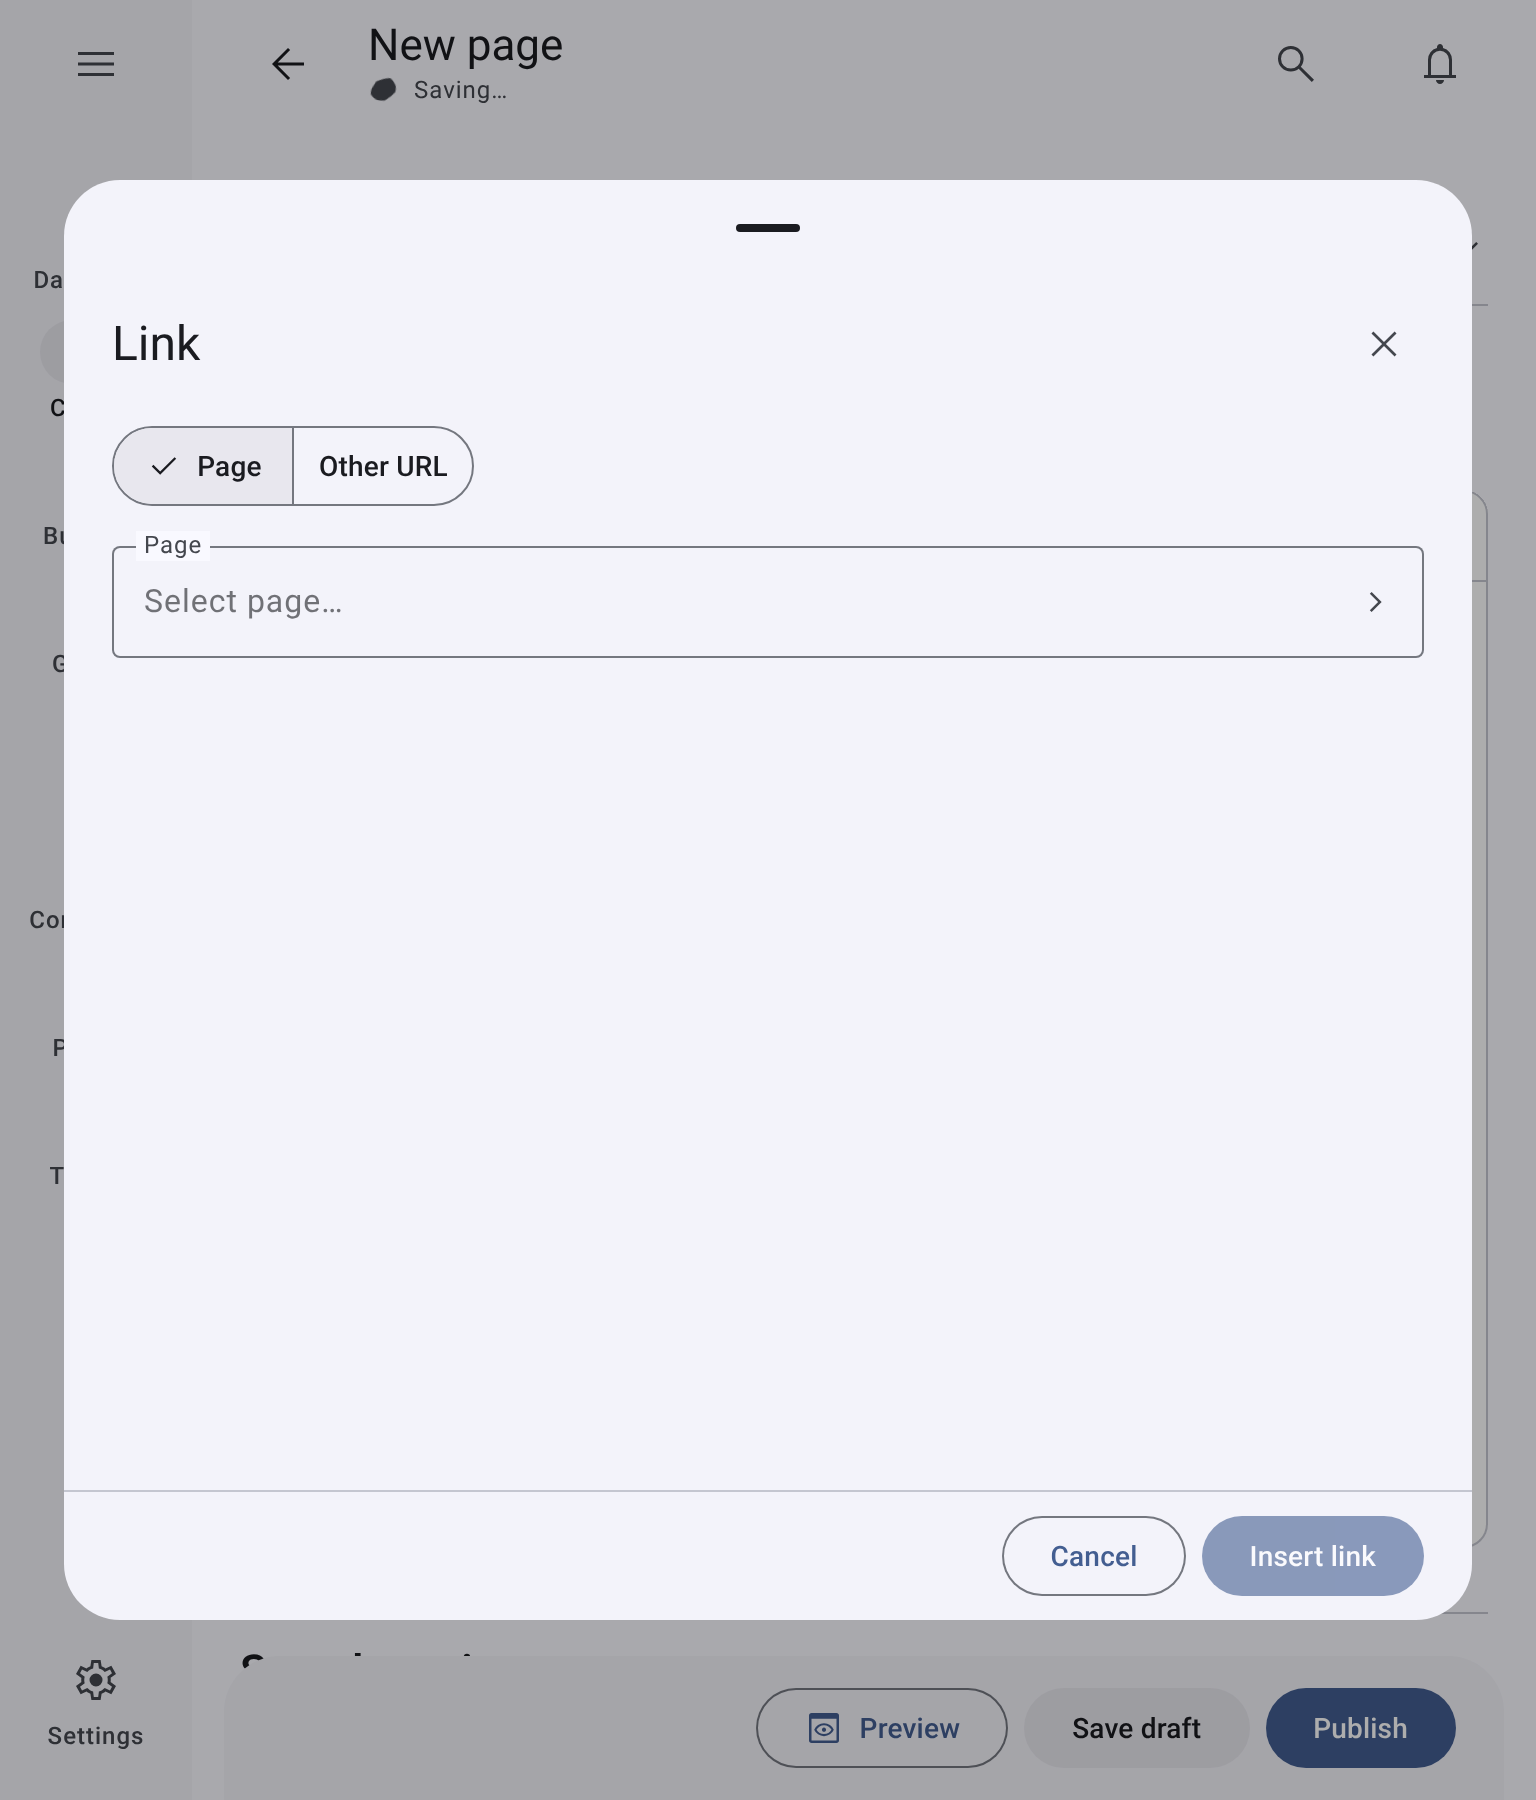 New page
Saving…
Link
Page
Other URL
Page
Select page…
Cancel
Insert link
Settings
Preview
Save draft
Publish